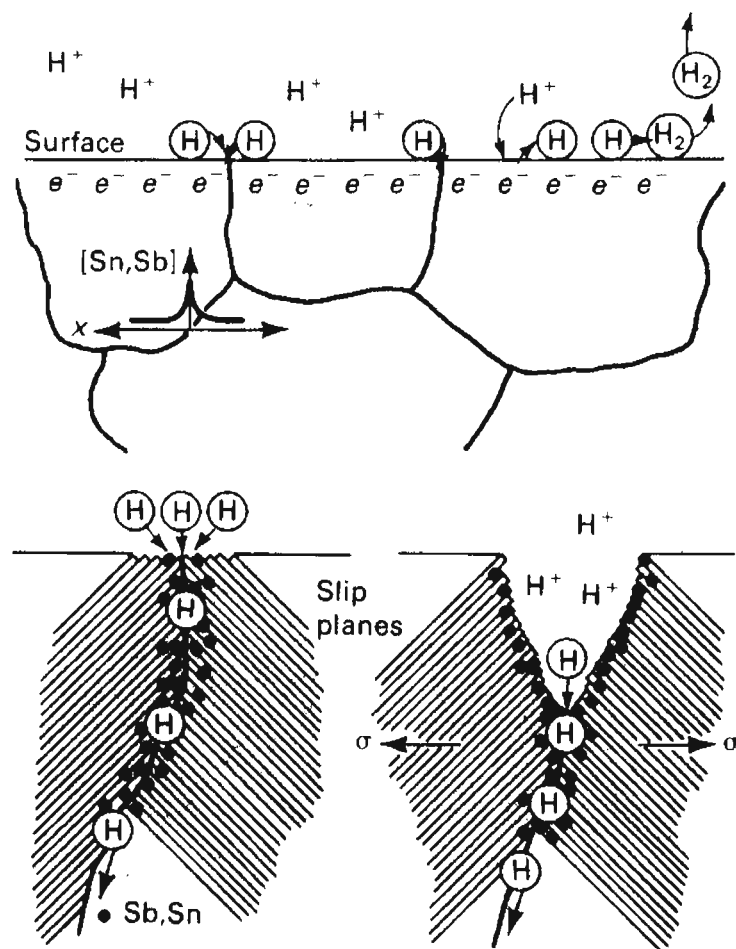 H⁺ H⁺ H⁺ H⁺ H⁺ H₂
Surface H H H H H H₂
e⁻ e⁻ e⁻ e⁻ e⁻ e⁻ e⁻ e⁻ e⁻ e⁻ e⁻ e⁻ e⁻
[Sn,Sb]
x
H H H
H⁺
H⁺ H⁺
Slip
planes
H
H
H
H
σ σ
H
H
H
Sb,Sn